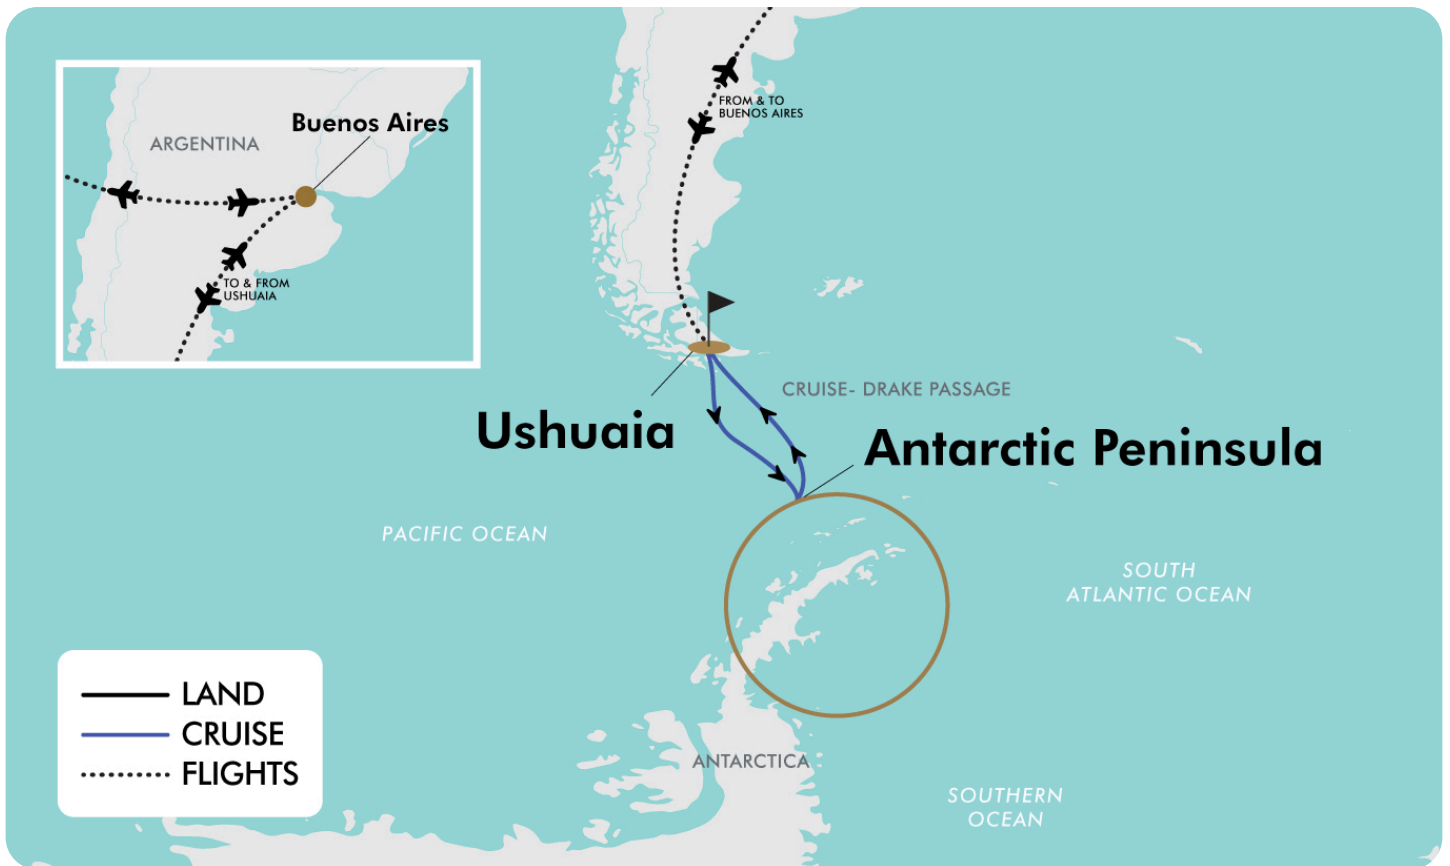 Buenos Aires
ARGENTINA
TO & FROM
USHUAIA
FROM & TO
BUENOS AIRES
CRUISE- DRAKE PASSAGE
Ushuaia
Antarctic Peninsula
PACIFIC OCEAN
SOUTH
ATLANTIC OCEAN
LAND
CRUISE
FLIGHTS
ANTARCTICA
SOUTHERN
OCEAN